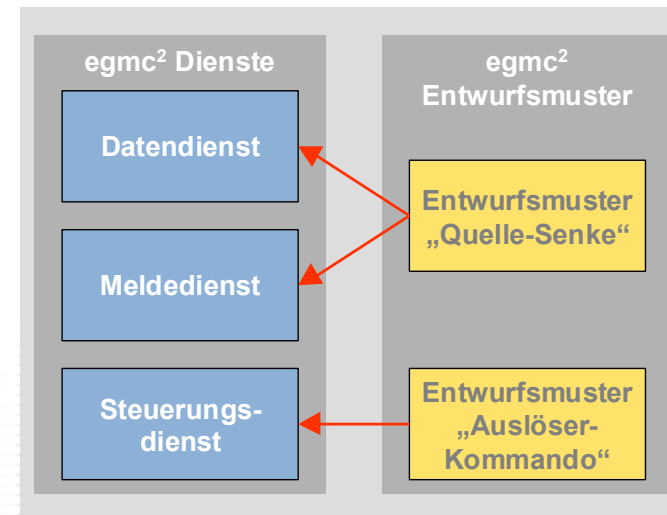 egmc² Dienste
Datendienst
Meldedienst
Steuerungs-
dienst
egmc²
Entwurfsmuster
Entwurfsmuster
„Quelle-Senke“
Entwurfsmuster
„Auslöser-
Kommando“